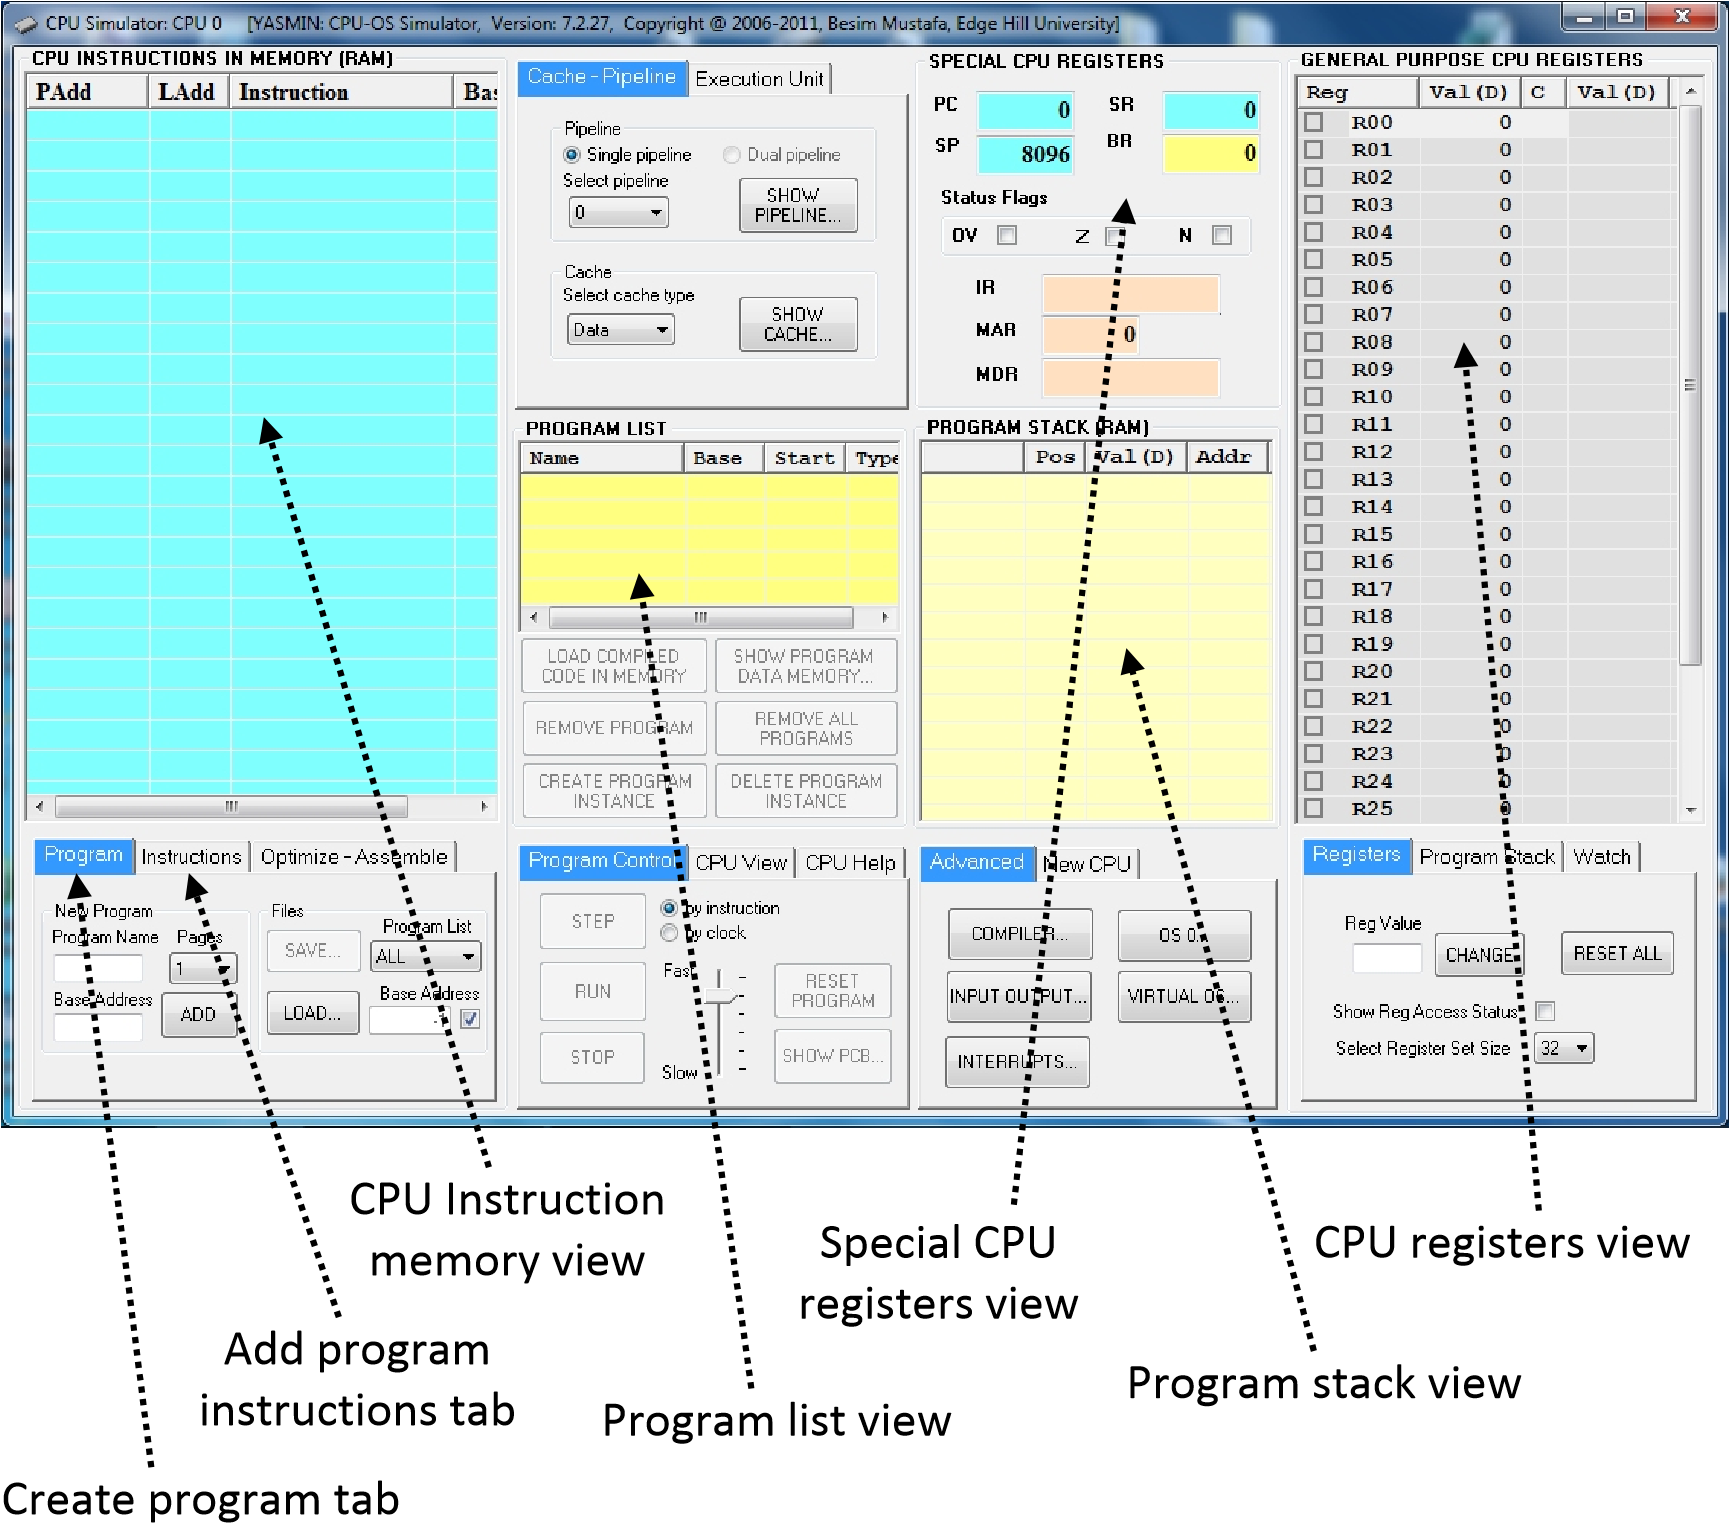 CPU Simulator: CPU 0 [YASMIN: CPU-OS Simulator, Version: 7.2.27, Copyright @ 2006-2011, Besim Mustafa, Edge Hill University]
CPU INSTRUCTIONS IN MEMORY (RAM)
PAdd LAdd Instruction Bas
Cache - Pipeline Execution Unit
Pipeline
Single pipeline Dual pipeline
Select pipeline
0
SHOW
PIPELINE...
Cache
Select cache type
Data
SHOW
CACHE...
SPECIAL CPU REGISTERS
PC 0 SR 0
SP 8096 BR 0
Status Flags
OV Z N
IR
MAR 0
MDR
GENERAL PURPOSE CPU REGISTERS
Reg Val (D) C Val (D)
R00 0
R01 0
R02 0
R03 0
R04 0
R05 0
R06 0
R07 0
R08 0
R09 0
R10 0
R11 0
R12 0
R13 0
R14 0
R15 0
R16 0
R17 0
R18 0
R19 0
R20 0
R21 0
R22 0
R23 0
R24 0
R25 0
PROGRAM LIST
Name Base Start Type
LOAD COMPILED
CODE IN MEMORY
SHOW PROGRAM
DATA MEMORY...
REMOVE PROGRAM
REMOVE ALL
PROGRAMS
CREATE PROGRAM
INSTANCE
DELETE PROGRAM
INSTANCE
PROGRAM STACK (RAM)
Pos Val (D) Addr
Program Instructions Optimize - Assemble
New Program
Program Name Pages
1
Base Address
ADD
Files
SAVE...
Program List
ALL
LOAD...
Base Address
Program Control CPU View CPU Help
STEP
by instruction
by clock
RUN
Fast
RESET
PROGRAM
STOP
Slow
SHOW PCB...
Advanced New CPU
COMPILER... OS 0...
INPUT OUTPUT... VIRTUAL OS...
INTERRUPTS...
Registers Program Stack Watch
Reg Value
CHANGE RESET ALL
Show Reg Access Status
Select Register Set Size 32
CPU Instruction
memory view
Special CPU
registers view
CPU registers view
Add program
instructions tab
Program list view
Program stack view
Create program tab